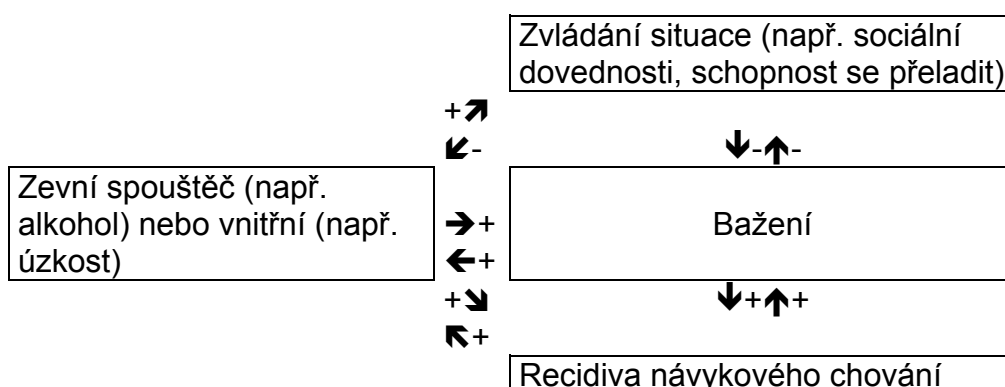 Zvládání situace (např. sociální
dovednosti, schopnost se přeladit)
+↗
↙-
↓-↑-
Zevní spouštěč (např.
alkohol) nebo vnitřní (např.
úzkost)
→+
←+
Bažení
+↘
↖+
↓+↑+
Recidiva návykového chování